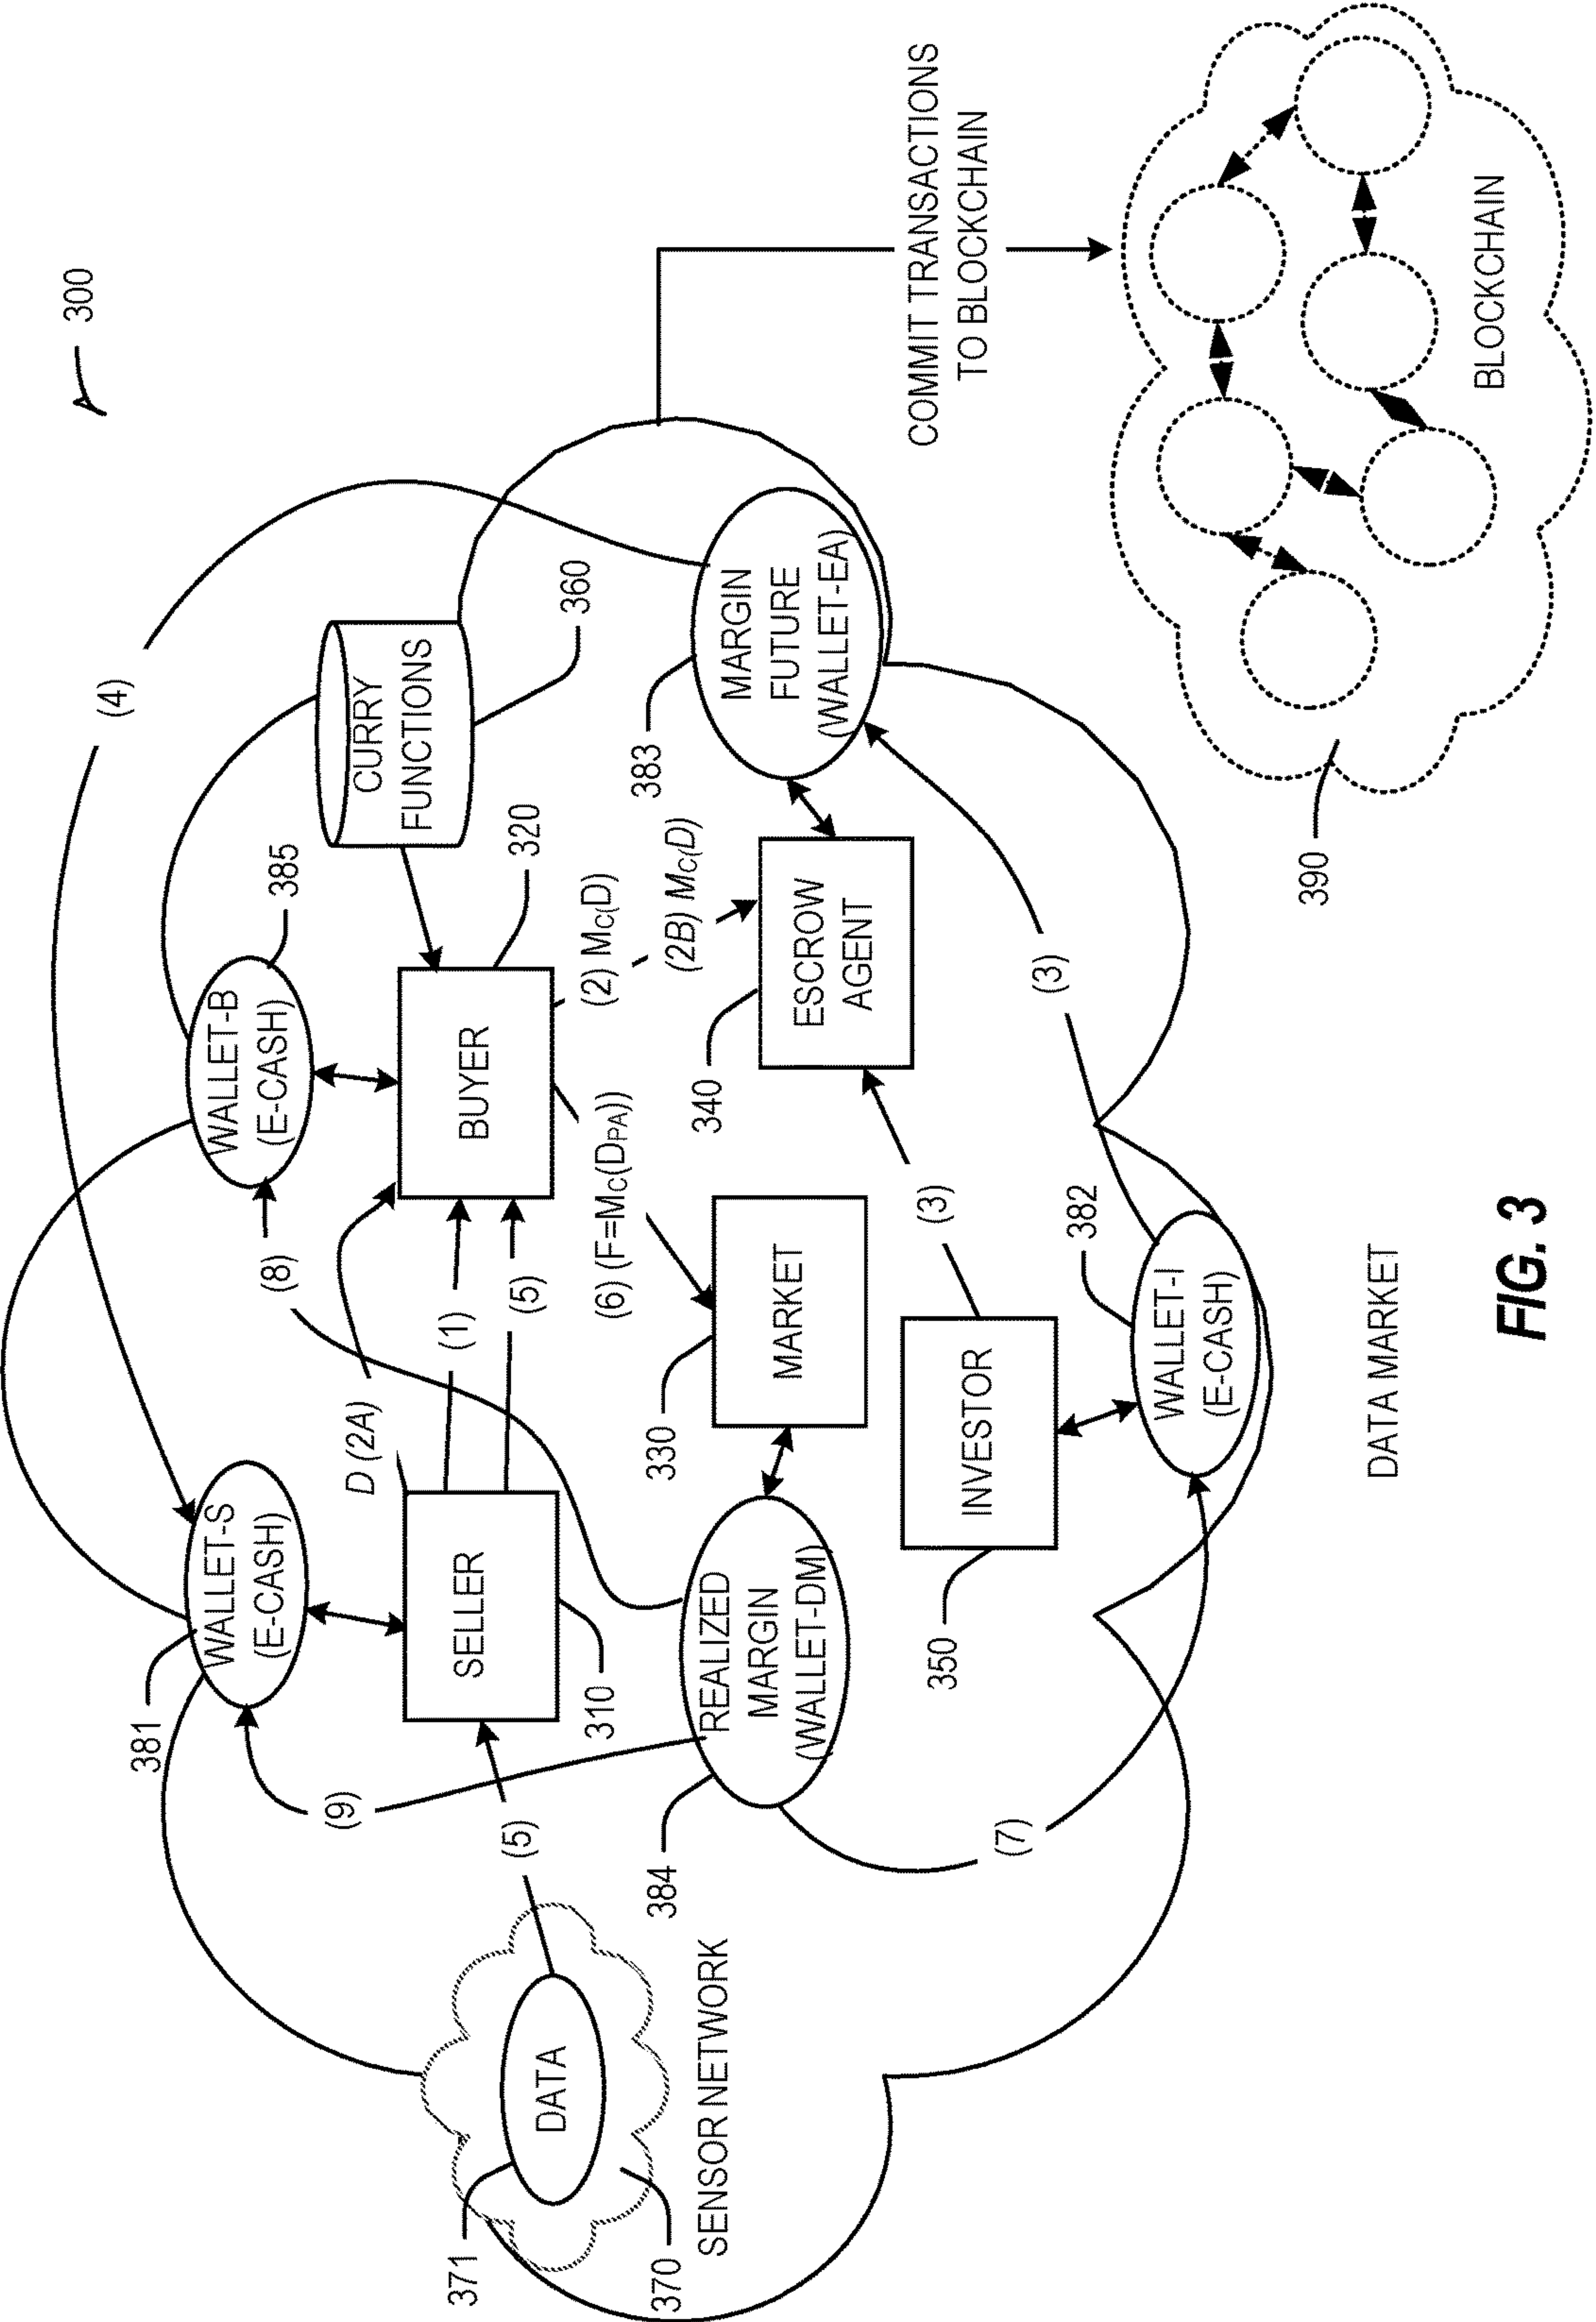 300
(4)
WALLET-S
(E-CASH)
381
WALLET-B
(E-CASH)
385
CURRY
FUNCTIONS
360
(9)
(8)
D (2A)
(1)
(5)
(5)
SELLER
310
BUYER
320
(2) MC(D)
(2B) MC(D)
(6) (F=MC(DPA))
371
DATA
370
SENSOR NETWORK
384
REALIZED
MARGIN
(WALLET-DM)
330
MARKET
340
ESCROW
AGENT
383
MARGIN
FUTURE
(WALLET-EA)
350
INVESTOR
(3)
(3)
(7)
382
WALLET-I
(E-CASH)
COMMIT TRANSACTIONS
TO BLOCKCHAIN
390
BLOCKCHAIN
DATA MARKET
FIG. 3